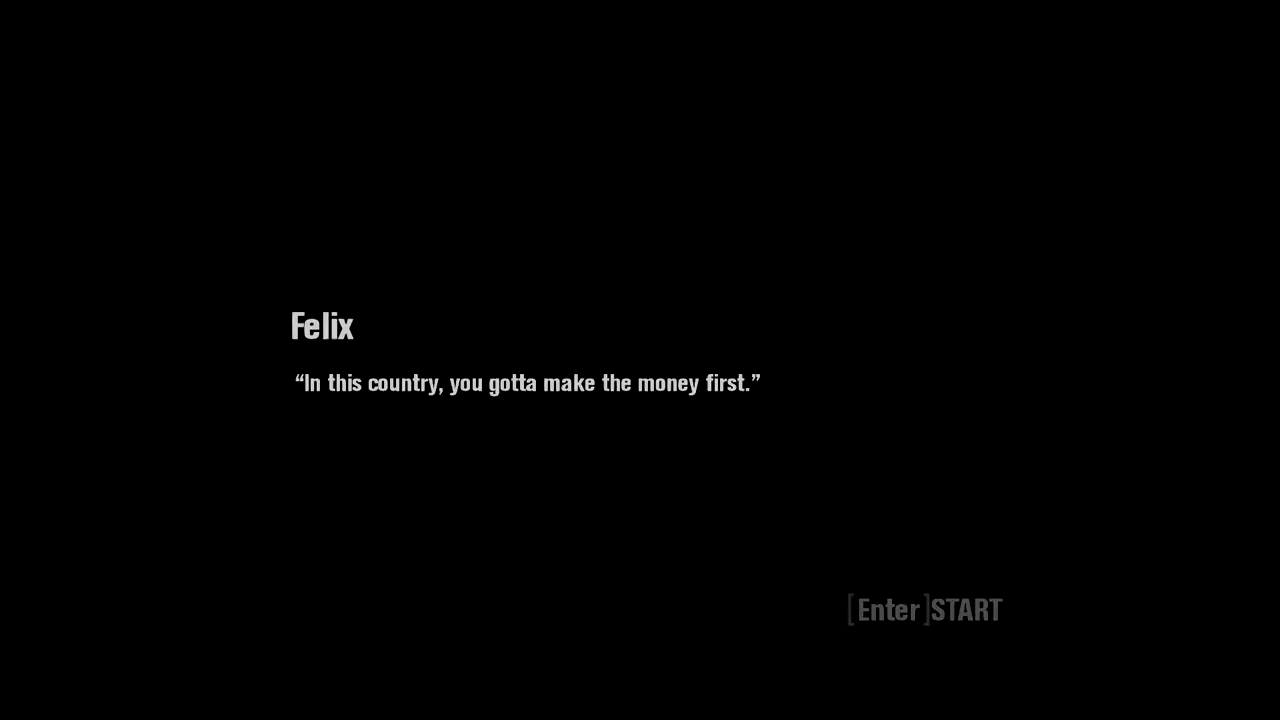 Felix
“In this country, you gotta make the money first.”
[Enter]START